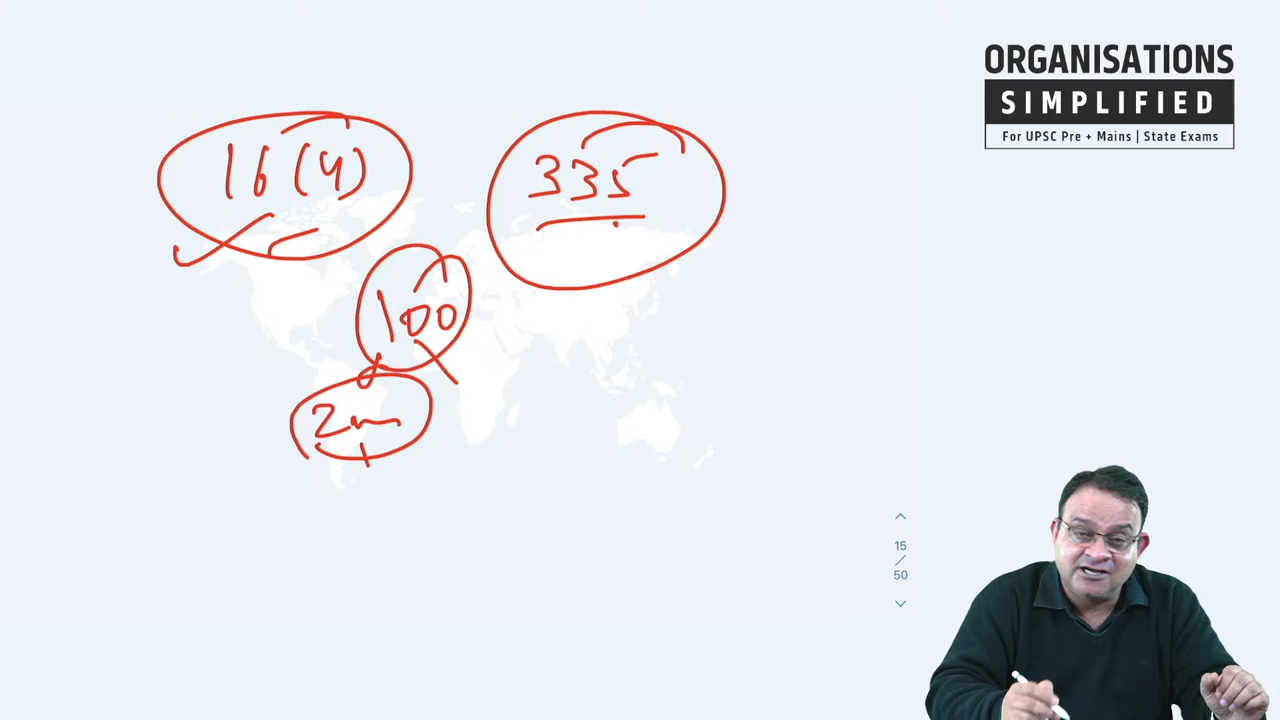 ORGANISATIONS
SIMPLIFIED
For UPSC Pre + Mains | State Exams
16 (4)
335
100
2m
15
/
50